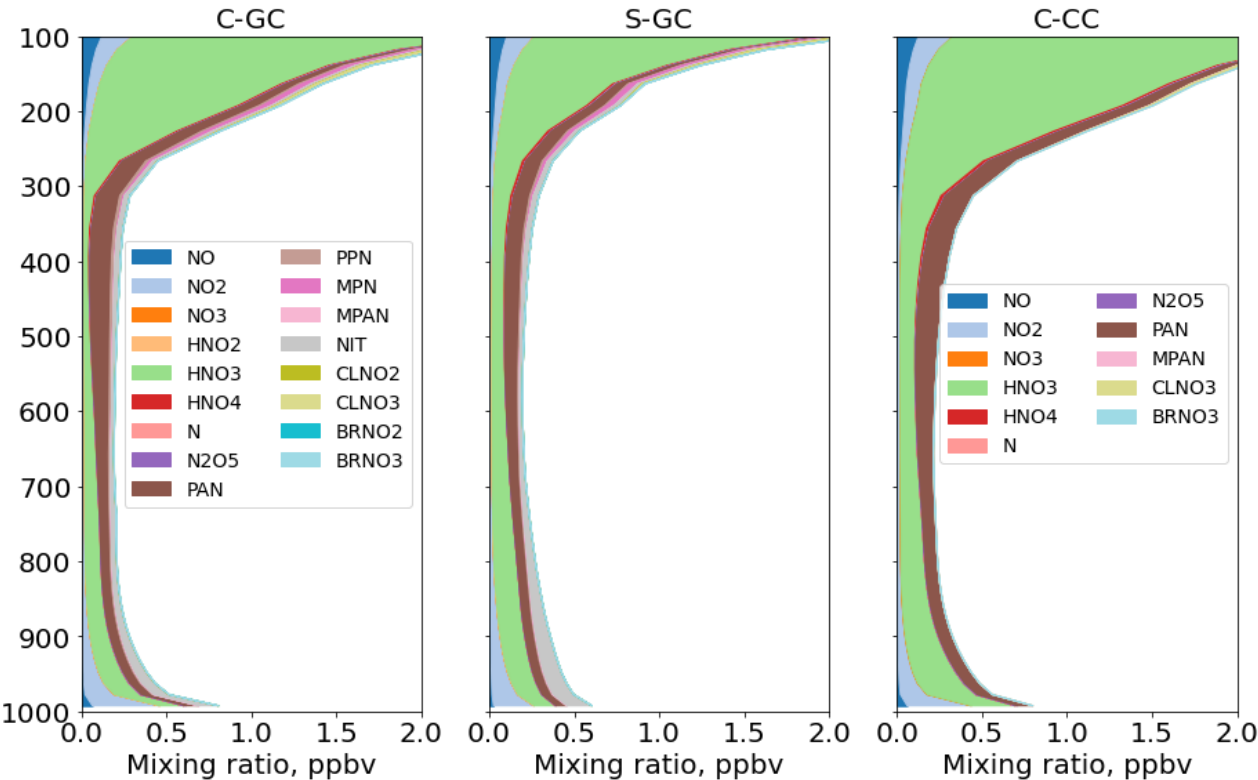 C-GC
S-GC
C-CC
100
200
300
400
500
600
700
800
900
1000
NO
NO2
NO3
HNO2
HNO3
HNO4
N
N2O5
PAN
PPN
MPN
MPAN
NIT
CLNO2
CLNO3
BRNO2
BRNO3
NO
NO2
NO3
HNO3
HNO4
N
N2O5
PAN
MPAN
CLNO3
BRNO3
0.0 0.5 1.0 1.5 2.0
0.0 0.5 1.0 1.5 2.0
0.0 0.5 1.0 1.5 2.0
Mixing ratio, ppbv
Mixing ratio, ppbv
Mixing ratio, ppbv